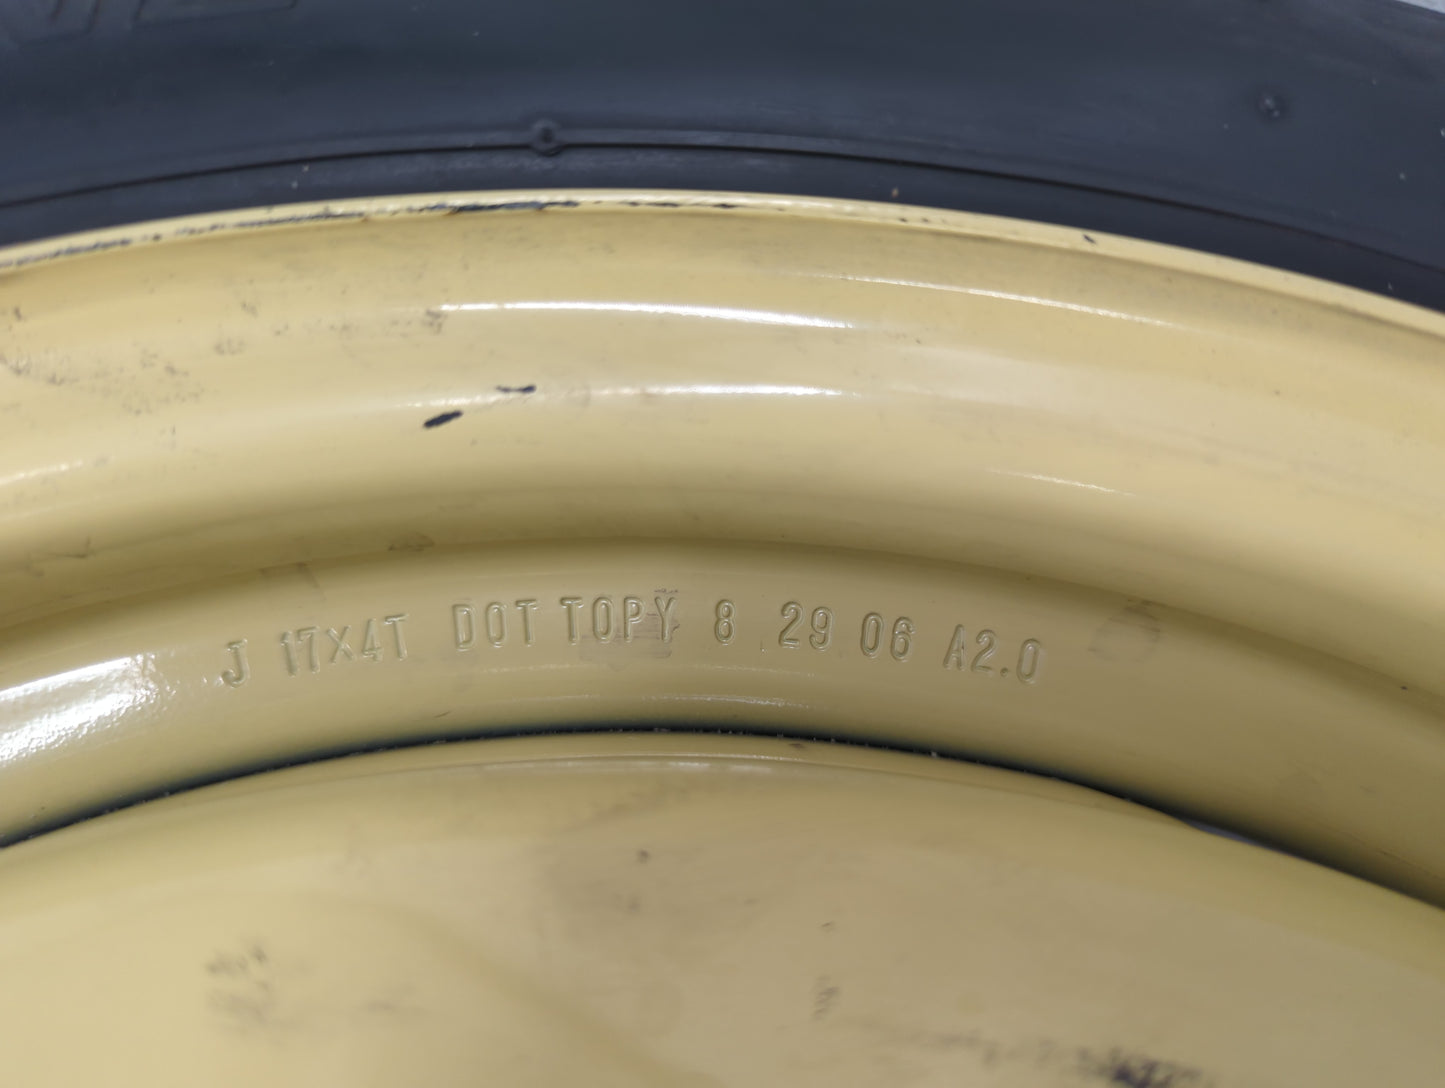 J 17X4T DOT TOPY 8 29 06 A2.0